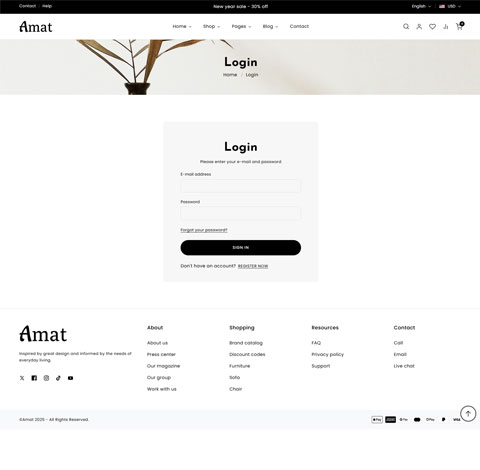 Contact Help New year sale - 30% off English USD
Amat Home Shop Pages Blog Contact 0
Login
Home / Login
Login
Please enter your e-mail and password
E-mail address
Password
Forgot your password?
SIGN IN
Don't have an account? REGISTER NOW
Amat
Inspired by great design and informed by the needs of
everyday living.
About
About us
Press center
Our magazine
Our group
Work with us
Shopping
Brand catalog
Discount codes
Furniture
Sofa
Chair
Resources
FAQ
Privacy policy
Support
Contact
Call
Email
Live chat
©Amat 2025 - All Rights Reserved.